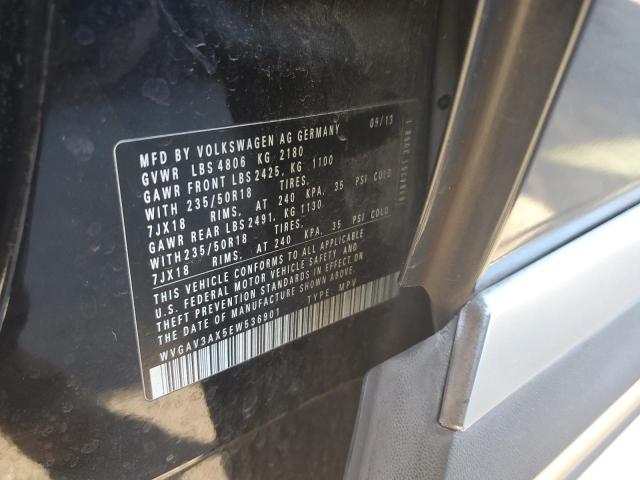 MFD BY VOLKSWAGEN AG GERMANY 09/13
GVWR LBS 4806 KG 2180
GAWR FRONT LBS 2425, KG 1100
WITH 235/50R18 TIRES.
7JX18 RIMS, AT 240 KPA, 35 PSI COLD
GAWR REAR LBS 2491, KG 1130.
WITH 235/50R18 TIRES.
7JX18 RIMS, AT 240 KPA, 35 PSI COLD
THIS VEHICLE CONFORMS TO ALL APPLICABLE
U.S. FEDERAL MOTOR VEHICLE SAFETY AND
THEFT PREVENTION STANDARDS IN EFFECT ON
THE DATE OF MANUFACTURE SHOWN ABOVE.
WVGAV3AX5EW536901 TYPE: MPV